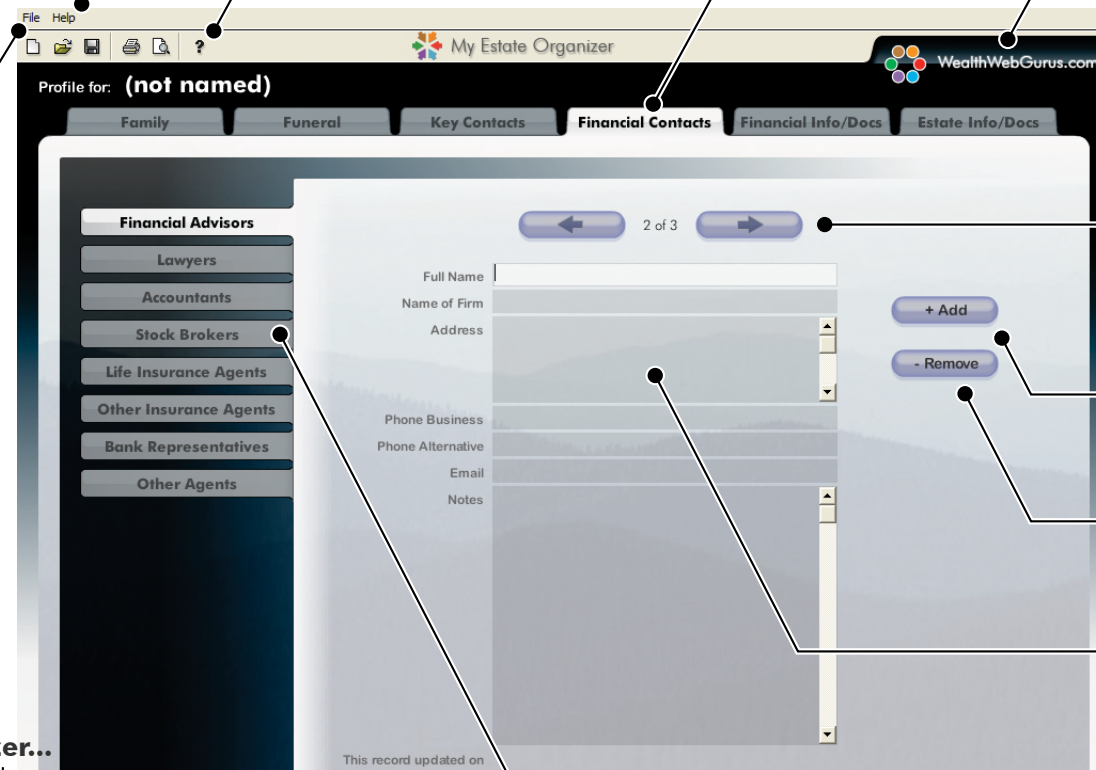 File Help
?
My Estate Organizer
WealthWebGurus.com
Profile for: (not named)
Family Funeral Key Contacts Financial Contacts Financial Info/Docs Estate Info/Docs
Financial Advisors
Lawyers
Accountants
Stock Brokers
Life Insurance Agents
Other Insurance Agents
Bank Representatives
Other Agents
2 of 3
Full Name
Name of Firm
Address
Phone Business
Phone Alternative
Email
Notes
+ Add
- Remove
This record updated on